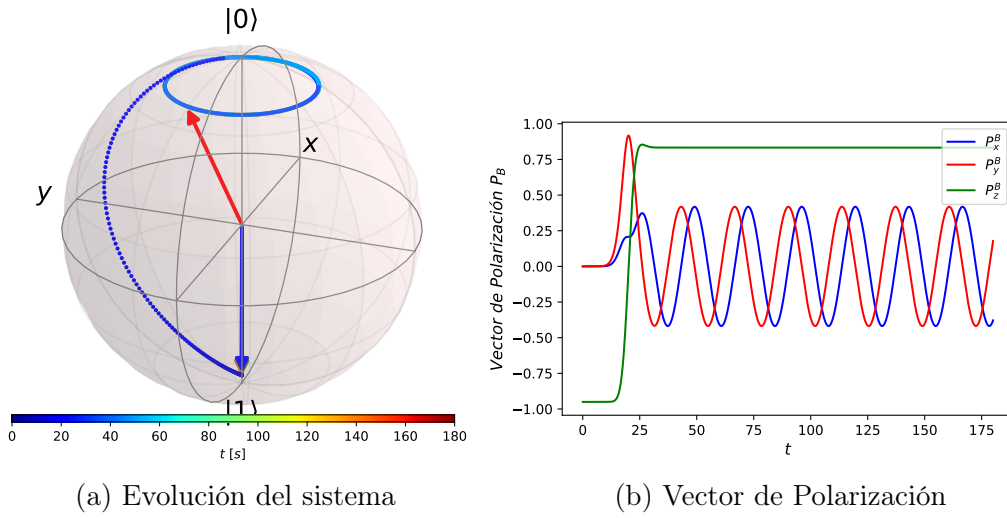 |0⟩
x
y
|1⟩
0 20 40 60 80 100 120 140 160 180
t [s]
(a) Evolución del sistema
Vector de Polarización P_B
1.00
0.75
0.50
0.25
0.00
−0.25
−0.50
−0.75
−1.00
0 25 50 75 100 125 150 175
t
P_x^B
P_y^B
P_z^B
(b) Vector de Polarización